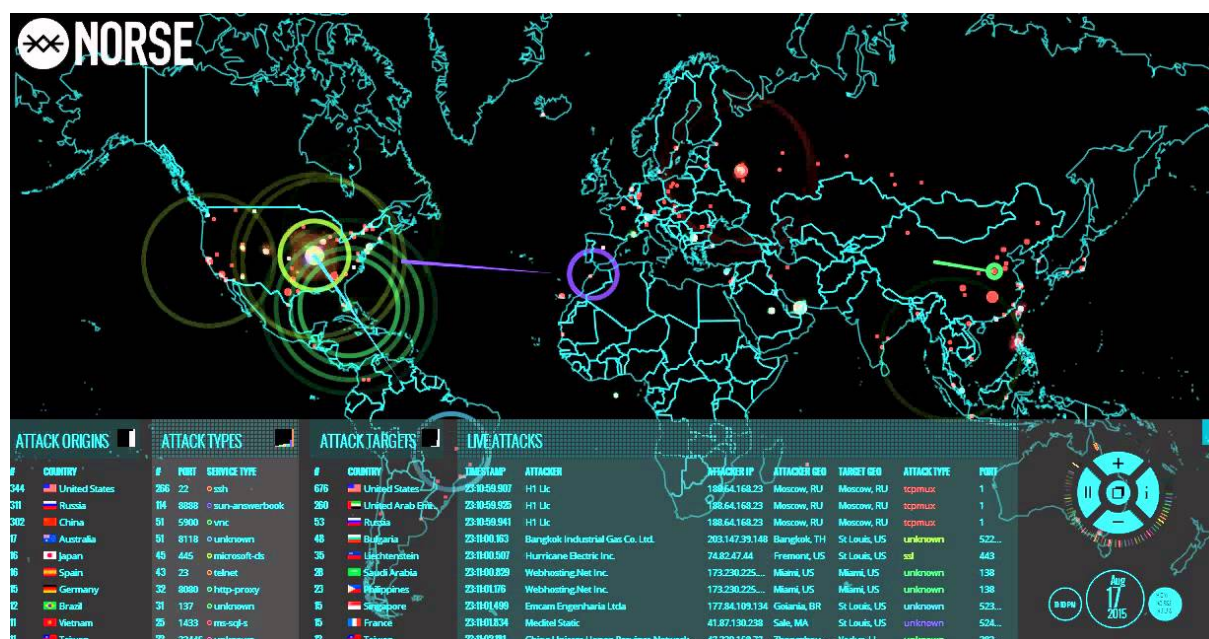 NORSE
ATTACK ORIGINS
# COUNTRY
344 United States
311 Russia
302 China
Australia
Japan
Spain
Germany
Brazil
Vietnam
ATTACK TYPES
# PORT SERVICE TYPE
266 22 ssh
114 8888 sun-answerbook
51 5900 vnc
51 8118 unknown
45 445 microsoft-ds
43 23 telnet
32 8080 http-proxy
31 137 unknown
25 1433 ms-sql-s
ATTACK TARGETS
# COUNTRY
676 United States
260 United Arab Emi...
53 Russia
48 Bulgaria
35 Liechtenstein
28 Saudi Arabia
23 Philippines
15 Singapore
15 France
LIVE ATTACKS
TIMESTAMP ATTACKER ATTACKER IP ATTACKER GEO TARGET GEO ATTACK TYPE PORT
23:10:59.907 H1 Llc 188.64.168.23 Moscow, RU Moscow, RU tcpmux 1
23:10:59.925 H1 Llc 188.64.168.23 Moscow, RU Moscow, RU tcpmux 1
23:10:59.941 H1 Llc 188.64.168.23 Moscow, RU Moscow, RU tcpmux 1
23:11:00.163 Bangkok Industrial Gas Co. Ltd. 203.147.39.148 Bangkok, TH St Louis, US unknown 522...
23:11:00.507 Hurricane Electric Inc. 74.82.47.44 Fremont, US St Louis, US ssl 443
23:11:00.829 Webhosting.Net Inc. 173.230.225.... Miami, US St Louis, US unknown 138
23:11:01.176 Webhosting.Net Inc. 173.230.225.... Miami, US St Louis, US unknown 138
23:11:01.499 Emcam Engenharia Ltda 177.84.109.134 Goiania, BR St Louis, US unknown 523...
23:11:01.834 Meditel Static 41.87.130.238 Sale, MA St Louis, US unknown 524...
Aug
17
2015